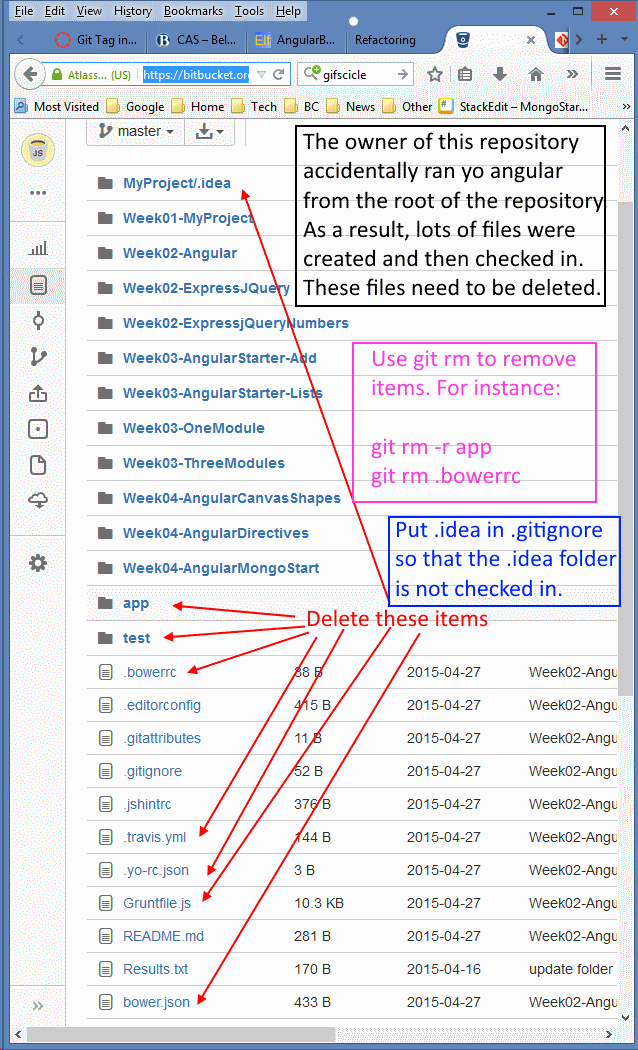 File Edit View History Bookmarks Tools Help
Git Tag in... CAS – Bel... AngularB... Refactoring
Atlass... (US) https://bitbucket.or gifscicle
Most Visited Google Home Tech BC News Other StackEdit – MongoStar...
master
The owner of this repository
accidentally ran yo angular
from the root of the repository
As a result, lots of files were
created and then checked in.
These files need to be deleted.
MyProject/.idea
Week01-MyProject
Week02-Angular
Week02-ExpressJQuery
Week02-ExpressjQueryNumbers
Week03-AngularStarter-Add
Week03-AngularStarter-Lists
Week03-OneModule
Week03-ThreeModules
Week04-AngularCanvasShapes
Week04-AngularDirectives
Week04-AngularMongoStart
Use git rm to remove
items. For instance:
git rm -r app
git rm .bowerrc
Put .idea in .gitignore
so that the .idea folder
is not checked in.
app
Delete these items
test
.bowerrc 38 B 2015-04-27 Week02-Angu
.editorconfig 415 B 2015-04-27 Week02-Angu
.gitattributes 11 B 2015-04-27 Week02-Angu
.gitignore 52 B 2015-04-27 Week02-Angu
.jshintrc 376 B 2015-04-27 Week02-Angu
.travis.yml 144 B 2015-04-27 Week02-Angu
.yo-rc.json 3 B 2015-04-27 Week02-Angu
Gruntfile.js 10.3 KB 2015-04-27 Week02-Angu
README.md 281 B 2015-04-27 Week02-Angu
Results.txt 170 B 2015-04-16 update folder
bower.json 433 B 2015-04-27 Week02-Angu